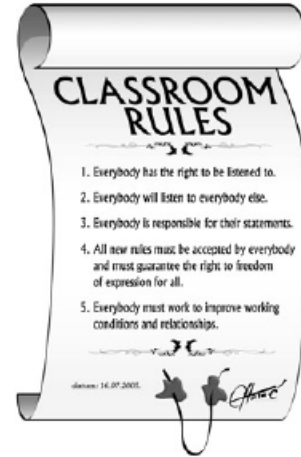 CLASSROOM
RULES
1. Everybody has the right to be listened to.
2. Everybody will listen to everybody else.
3. Everybody is responsible for their statements.
4. All new rules must be accepted by everybody
and must guarantee the right to freedom
of expression for all.
5. Everybody must work to improve working
conditions and relationships.
datum: 16.07.2005.